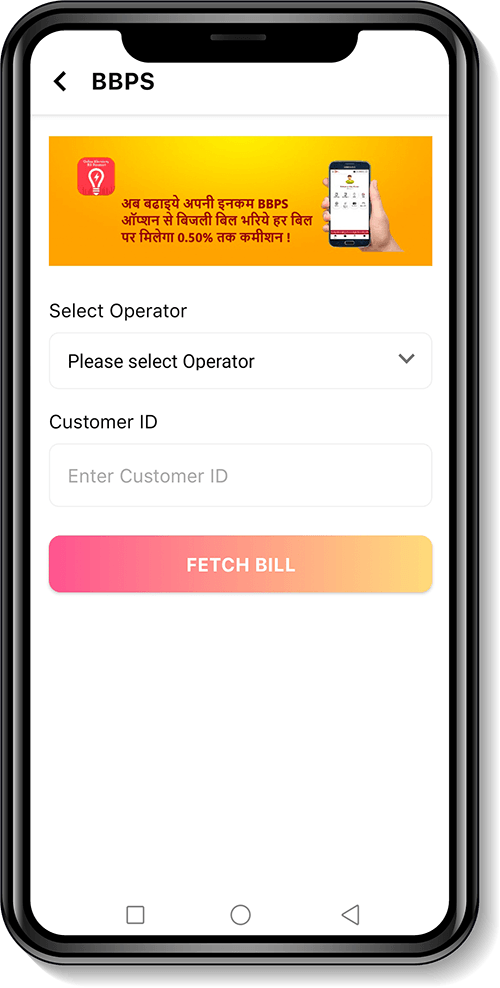 BBPS
अब बढाइये अपनी इनकम BBPS
ऑप्शन से बिजली बिल भरिये हर बिल
पर मिलेगा 0.50% तक कमीशन !
Select Operator
Please select Operator
Customer ID
Enter Customer ID
FETCH BILL